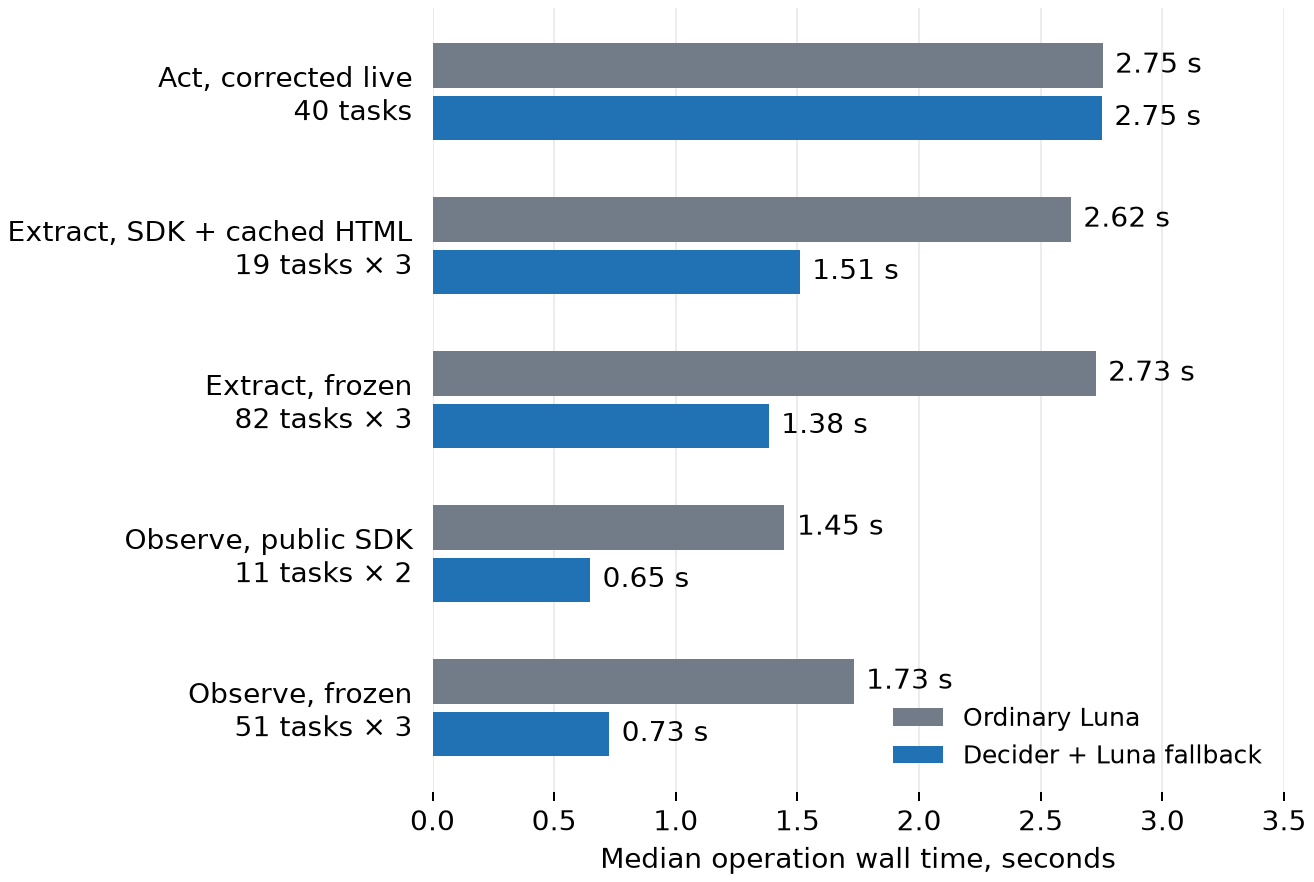 Act, corrected live
40 tasks
2.75 s
2.75 s
Extract, SDK + cached HTML
19 tasks × 3
2.62 s
1.51 s
Extract, frozen
82 tasks × 3
2.73 s
1.38 s
Observe, public SDK
11 tasks × 2
1.45 s
0.65 s
Observe, frozen
51 tasks × 3
1.73 s
0.73 s
Ordinary Luna
Decider + Luna fallback
0.0 0.5 1.0 1.5 2.0 2.5 3.0 3.5
Median operation wall time, seconds